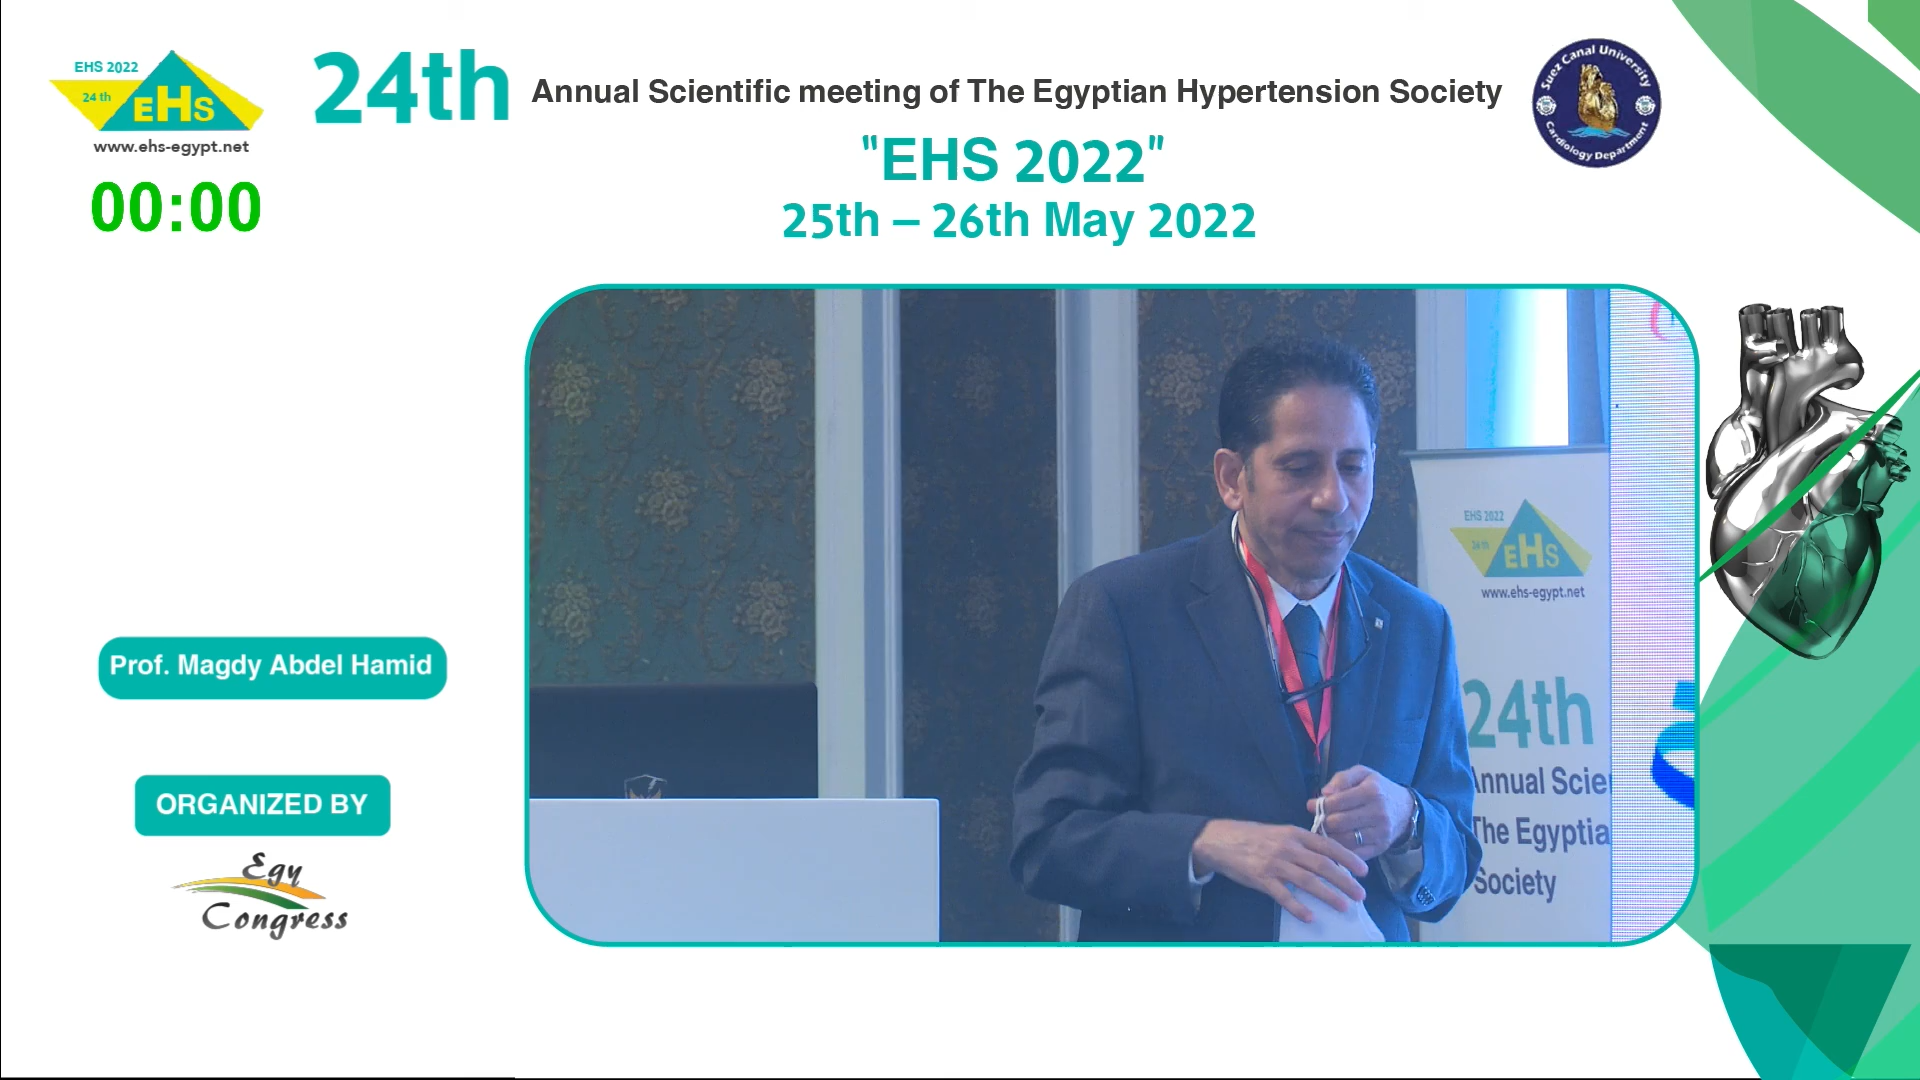 EHS 2022
24 th
EHS
www.ehs-egypt.net
00:00
24th Annual Scientific meeting of The Egyptian Hypertension Society
"EHS 2022"
25th – 26th May 2022
Suez Canal University
Cardiology Department
Prof. Magdy Abdel Hamid
ORGANIZED BY
Egy
Congress
EHS 2022
24 th
EHS
www.ehs-egypt.net
24th
Annual Scie
The Egyptia
Society